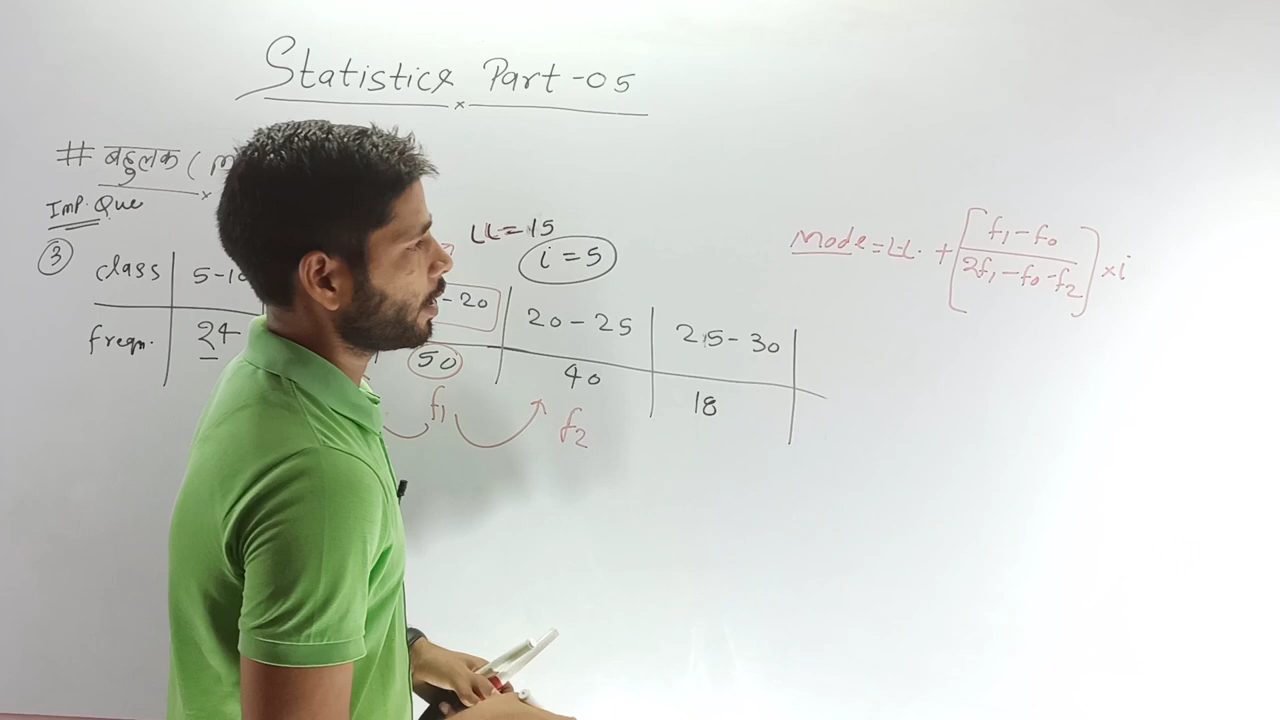 Statistics Part-05
# बहुलक (
Imp. Que
LL=15
i=5
Mode=LL. + [f₁-f₀ / 2f₁-f₀-f₂] ×i
③
class 5-10 -20 20-25 25-30
freqn. 24 50 40 18
f₁ f₂